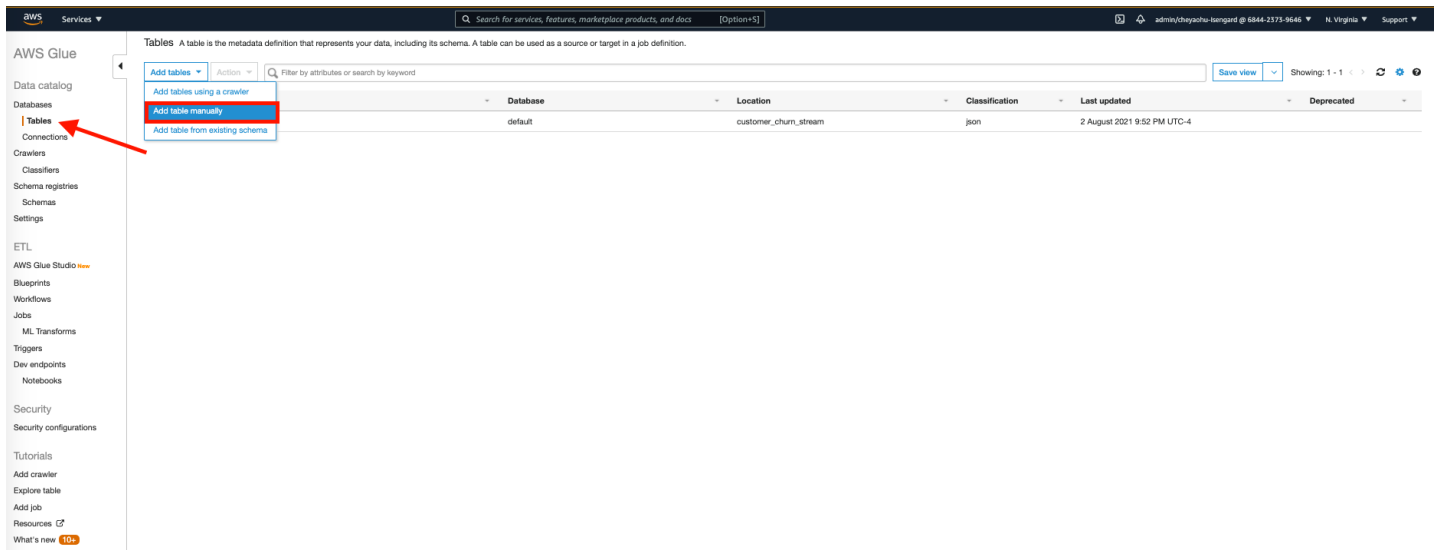 aws Services ▼ Search for services, features, marketplace products, and docs [Option+S] admin/cheyaohu-Isengard @ 6844-2373-9646 ▼ N. Virginia ▼ Support ▼
AWS Glue
Data catalog
Databases
Tables
Connections
Crawlers
Classifiers
Schema registries
Schemas
Settings
ETL
AWS Glue Studio New
Blueprints
Workflows
Jobs
ML Transforms
Triggers
Dev endpoints
Notebooks
Security
Security configurations
Tutorials
Add crawler
Explore table
Add job
Resources
What's new 10+
Tables A table is the metadata definition that represents your data, including its schema. A table can be used as a source or target in a job definition.
Add tables Action Filter by attributes or search by keyword Save view Showing: 1 - 1
Add tables using a crawler
Add table manually
Add table from existing schema
Database Location Classification Last updated Deprecated
default customer_churn_stream json 2 August 2021 9:52 PM UTC-4